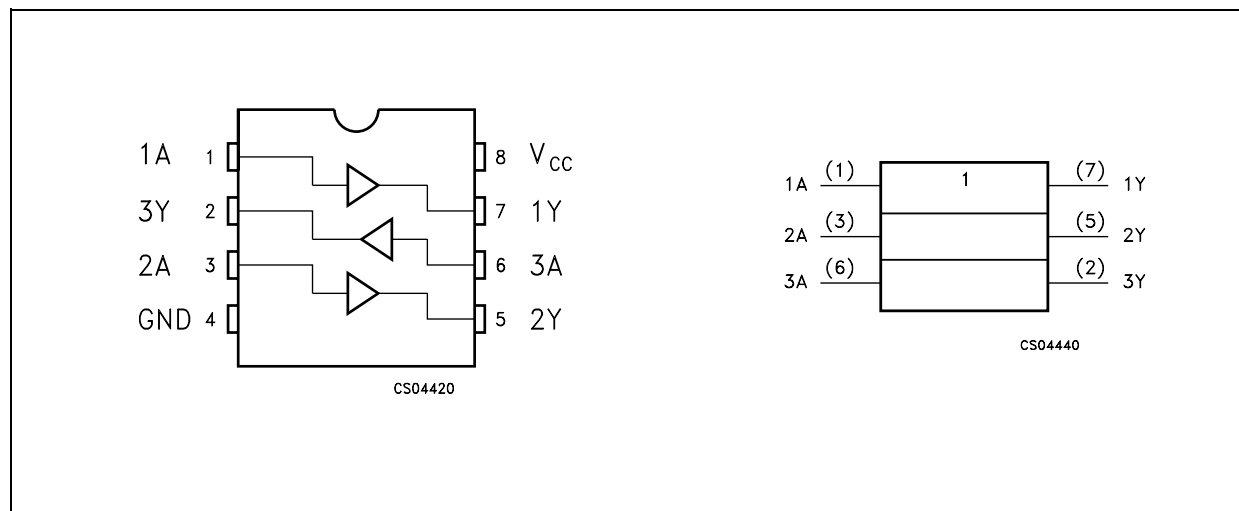 1A 1 8 VCC
3Y 2 7 1Y
2A 3 6 3A
GND 4 5 2Y
CS04420
1A (1) 1 (7) 1Y
2A (3) (5) 2Y
3A (6) (2) 3Y
CS04440